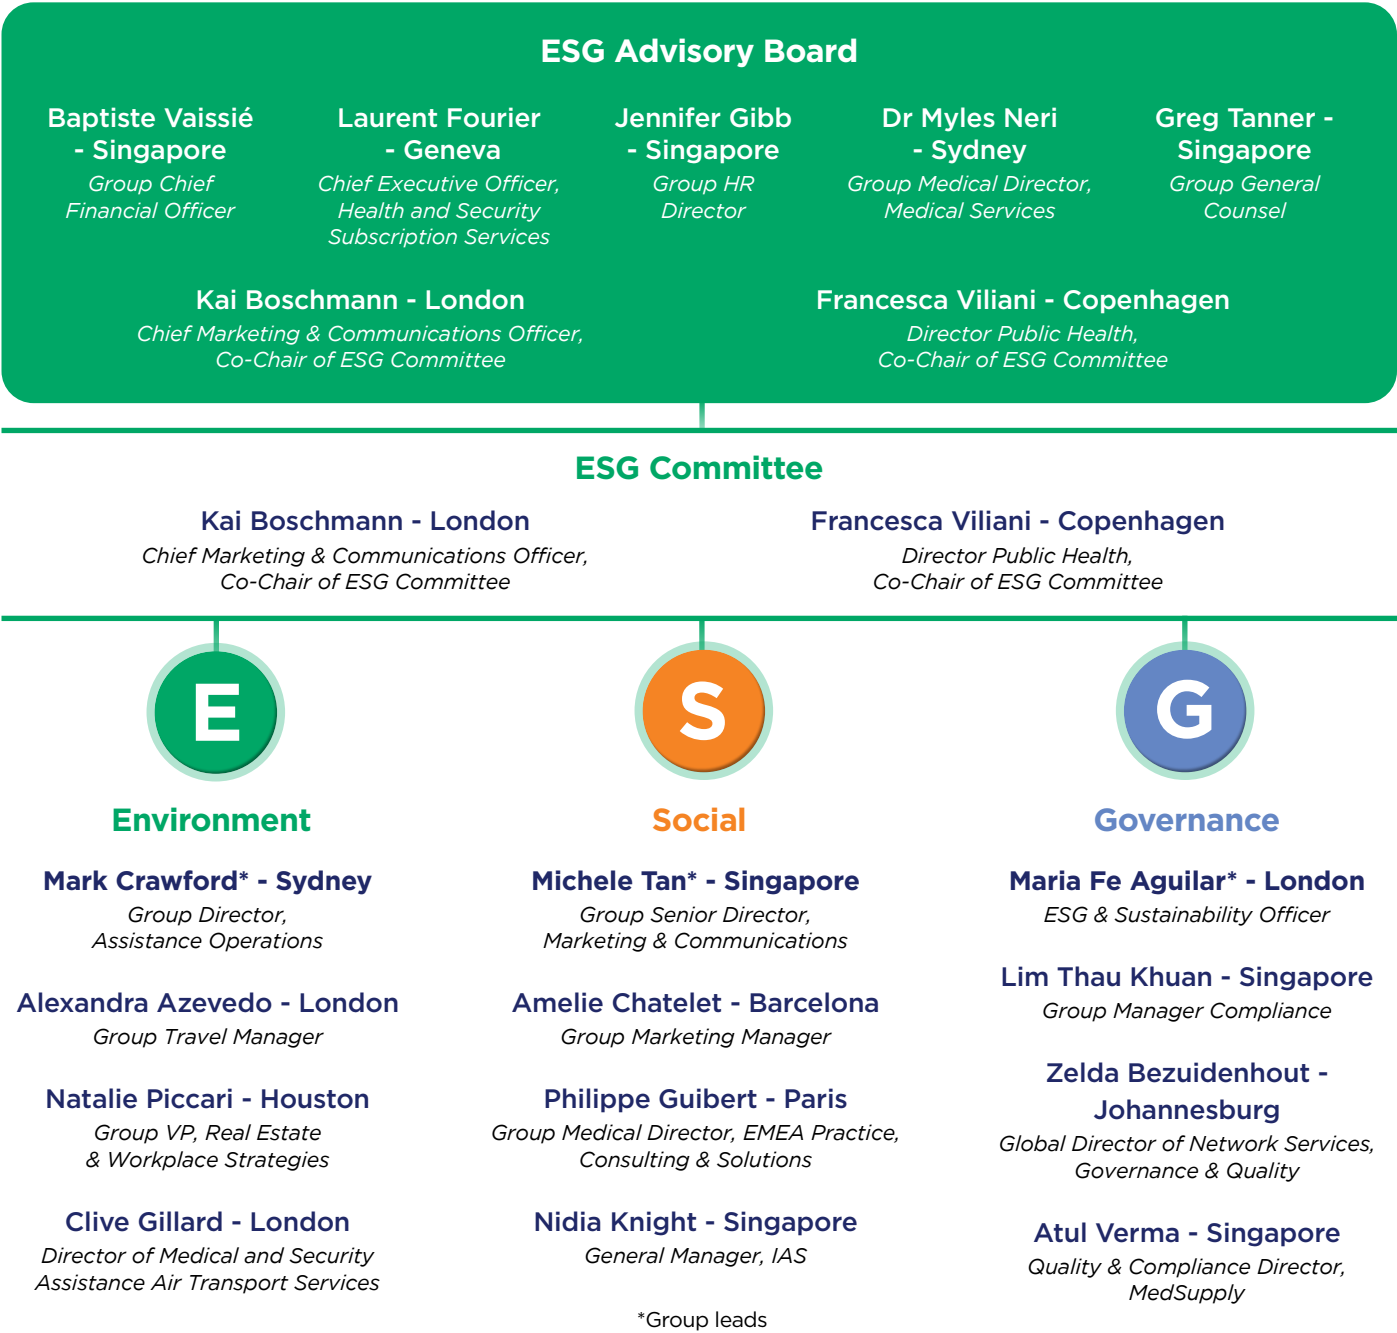 ESG Advisory Board
Baptiste Vaissié
- Singapore
Group Chief
Financial Officer
Laurent Fourier
- Geneva
Chief Executive Officer,
Health and Security
Subscription Services
Jennifer Gibb
- Singapore
Group HR
Director
Dr Myles Neri
- Sydney
Group Medical Director,
Medical Services
Greg Tanner -
Singapore
Group General
Counsel
Kai Boschmann - London
Chief Marketing & Communications Officer,
Co-Chair of ESG Committee
Francesca Viliani - Copenhagen
Director Public Health,
Co-Chair of ESG Committee
ESG Committee
Kai Boschmann - London
Chief Marketing & Communications Officer,
Co-Chair of ESG Committee
Francesca Viliani - Copenhagen
Director Public Health,
Co-Chair of ESG Committee
E
Environment
Mark Crawford* - Sydney
Group Director,
Assistance Operations
Alexandra Azevedo - London
Group Travel Manager
Natalie Piccari - Houston
Group VP, Real Estate
& Workplace Strategies
Clive Gillard - London
Director of Medical and Security
Assistance Air Transport Services
S
Social
Michele Tan* - Singapore
Group Senior Director,
Marketing & Communications
Amelie Chatelet - Barcelona
Group Marketing Manager
Philippe Guibert - Paris
Group Medical Director, EMEA Practice,
Consulting & Solutions
Nidia Knight - Singapore
General Manager, IAS
G
Governance
Maria Fe Aguilar* - London
ESG & Sustainability Officer
Lim Thau Khuan - Singapore
Group Manager Compliance
Zelda Bezuidenhout -
Johannesburg
Global Director of Network Services,
Governance & Quality
Atul Verma - Singapore
Quality & Compliance Director,
MedSupply
*Group leads